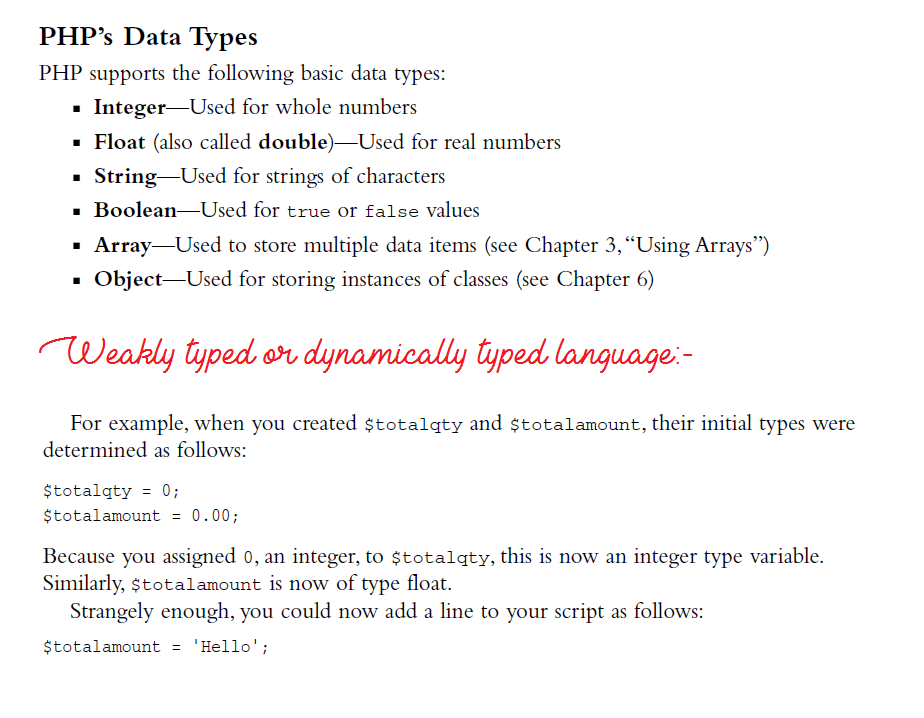 PHP’s Data Types
PHP supports the following basic data types:
▪ Integer—Used for whole numbers
▪ Float (also called double)—Used for real numbers
▪ String—Used for strings of characters
▪ Boolean—Used for true or false values
▪ Array—Used to store multiple data items (see Chapter 3, “Using Arrays”)
▪ Object—Used for storing instances of classes (see Chapter 6)
Weakly typed or dynamically typed language:-
For example, when you created $totalqty and $totalamount, their initial types were
determined as follows:
$totalqty = 0;
$totalamount = 0.00;
Because you assigned 0, an integer, to $totalqty, this is now an integer type variable.
Similarly, $totalamount is now of type float.
Strangely enough, you could now add a line to your script as follows:
$totalamount = 'Hello';